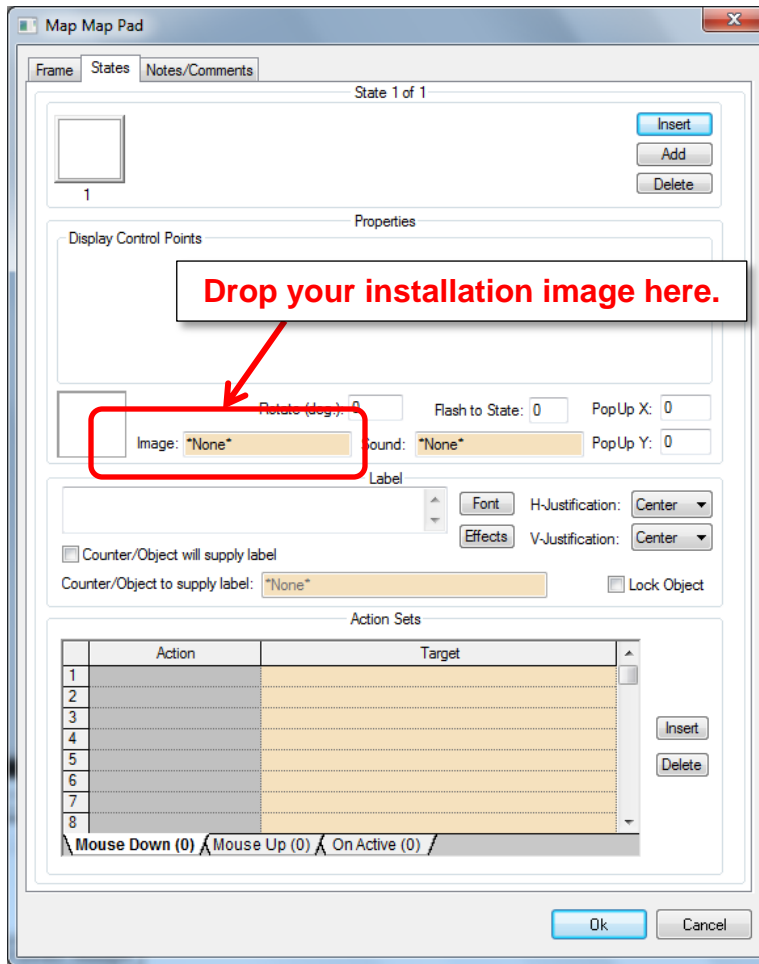 Map Map Pad
Frame States Notes/Comments
State 1 of 1
Insert
Add
Delete
1
Properties
Display Control Points
Drop your installation image here.
Rotate (deg.): 0 Flash to State: 0 PopUp X: 0
Image: *None* Sound: *None* PopUp Y: 0
Label
Font H-Justification: Center
Effects V-Justification: Center
Counter/Object will supply label
Counter/Object to supply label: *None* Lock Object
Action Sets
Action Target
1
2
3
4
5
6
7
8
Insert
Delete
Mouse Down (0) Mouse Up (0) On Active (0)
Ok Cancel